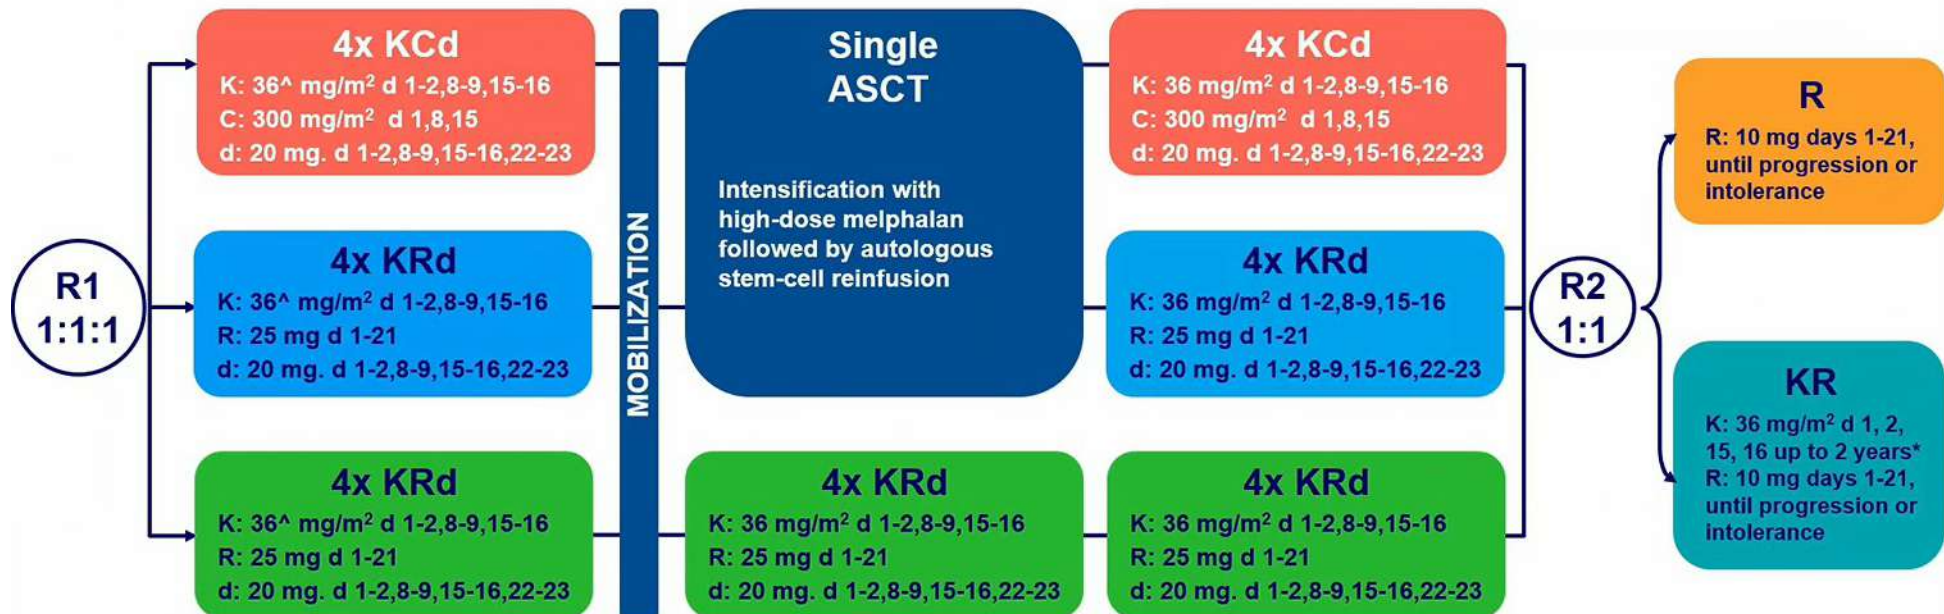 R1
1:1:1
4x KCd
K: 36^ mg/m² d 1-2,8-9,15-16
C: 300 mg/m² d 1,8,15
d: 20 mg. d 1-2,8-9,15-16,22-23
4x KRd
K: 36^ mg/m² d 1-2,8-9,15-16
R: 25 mg d 1-21
d: 20 mg. d 1-2,8-9,15-16,22-23
4x KRd
K: 36^ mg/m² d 1-2,8-9,15-16
R: 25 mg d 1-21
d: 20 mg. d 1-2,8-9,15-16,22-23
MOBILIZATION
Single
ASCT
Intensification with
high-dose melphalan
followed by autologous
stem-cell reinfusion
4x KRd
K: 36 mg/m² d 1-2,8-9,15-16
R: 25 mg d 1-21
d: 20 mg. d 1-2,8-9,15-16,22-23
4x KCd
K: 36 mg/m² d 1-2,8-9,15-16
C: 300 mg/m² d 1,8,15
d: 20 mg. d 1-2,8-9,15-16,22-23
4x KRd
K: 36 mg/m² d 1-2,8-9,15-16
R: 25 mg d 1-21
d: 20 mg. d 1-2,8-9,15-16,22-23
4x KRd
K: 36 mg/m² d 1-2,8-9,15-16
R: 25 mg d 1-21
d: 20 mg. d 1-2,8-9,15-16,22-23
R2
1:1
R
R: 10 mg days 1-21,
until progression or
intolerance
KR
K: 36 mg/m² d 1, 2,
15, 16 up to 2 years*
R: 10 mg days 1-21,
until progression or
intolerance